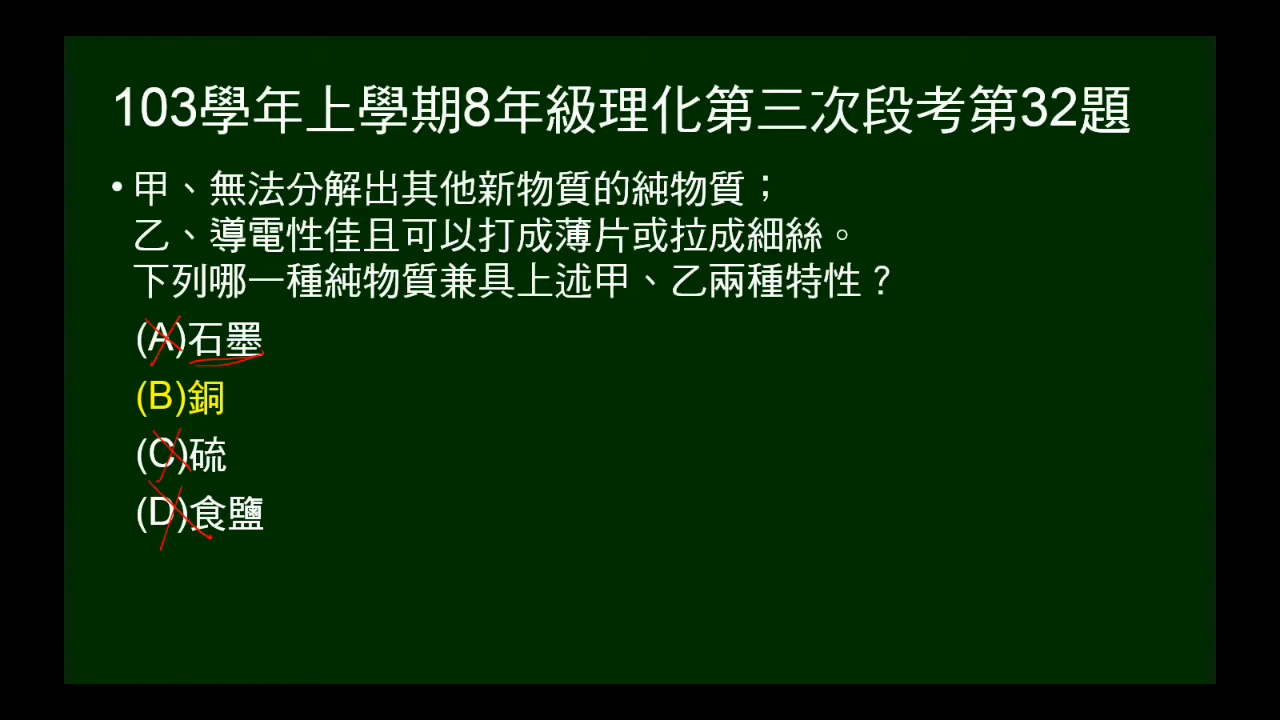 103學年上學期8年級理化第三次段考第32題
• 甲、無法分解出其他新物質的純物質；
乙、導電性佳且可以打成薄片或拉成細絲。
下列哪一種純物質兼具上述甲、乙兩種特性？
(A)石墨
(B)銅
(C)硫
(D)食鹽